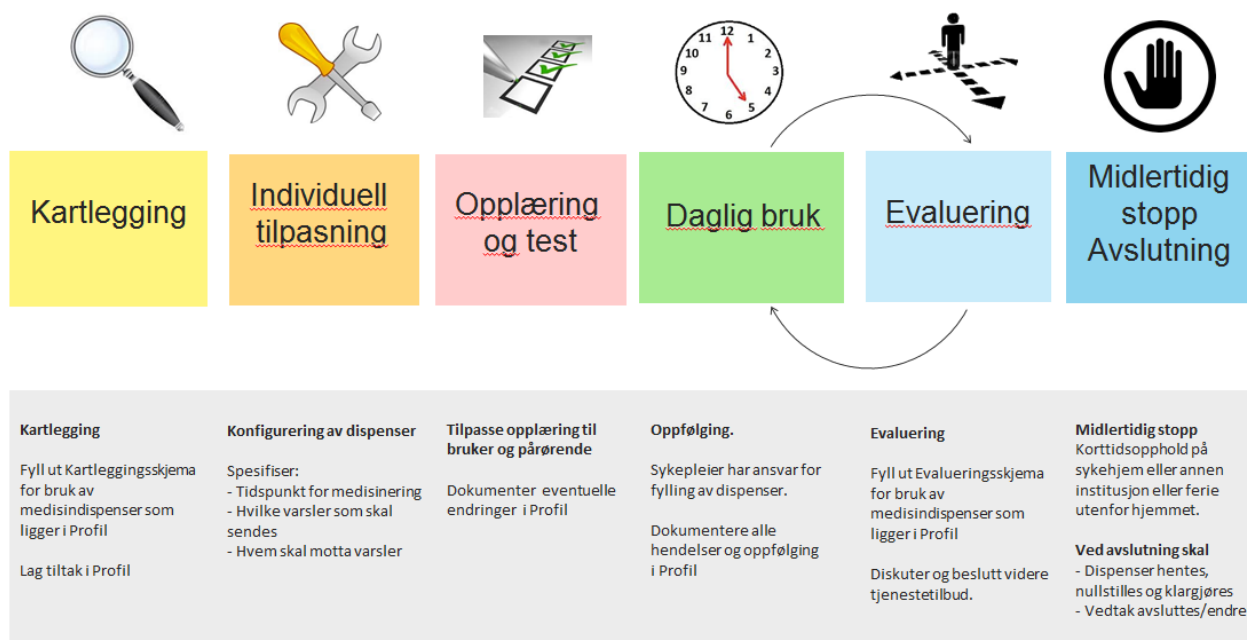 12
1
2
3
4
5
6
7
8
9
10
11
Kartlegging
Individuell
tilpasning
Opplæring
og test
Daglig bruk
Evaluering
Midlertidig
stopp
Avslutning
Kartlegging
Fyll ut Kartleggingsskjema
for bruk av
medisindispenser som
ligger i Profil
Lag tiltak i Profil
Konfigurering av dispenser
Spesifiser:
- Tidspunkt for medisinering
- Hvilke varsler som skal
sendes
- Hvem skal motta varsler
Tilpasse opplæring til
bruker og pårørende
Dokumenter eventuelle
endringer i Profil
Oppfølging.
Sykepleier har ansvar for
fylling av dispenser.
Dokumentere alle
hendelser og oppfølging
i Profil
Evaluering
Fyll ut Evalueringsskjema
for bruk av
medisindispenser som
ligger i Profil
Diskuter og beslutt videre
tjenestetilbud.
Midlertidig stopp
Korttidsopphold på
sykehjem eller annen
institusjon eller ferie
utenfor hjemmet.
Ved avslutning skal
- Dispenser hentes,
nullstilles og klargjøres
- Vedtak avsluttes/endre